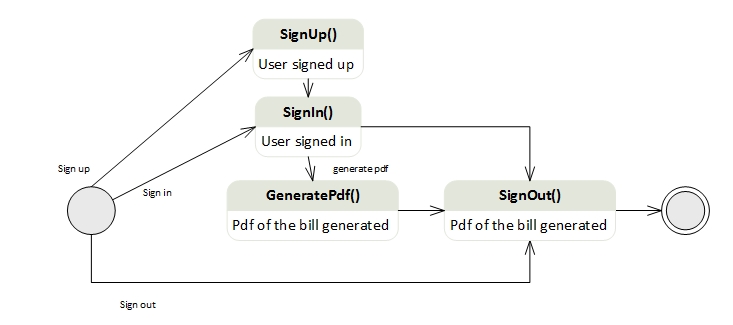 SignUp()
User signed up
SignIn()
User signed in
Sign up
Sign in
generate pdf
GeneratePdf()
Pdf of the bill generated
SignOut()
Pdf of the bill generated
Sign out